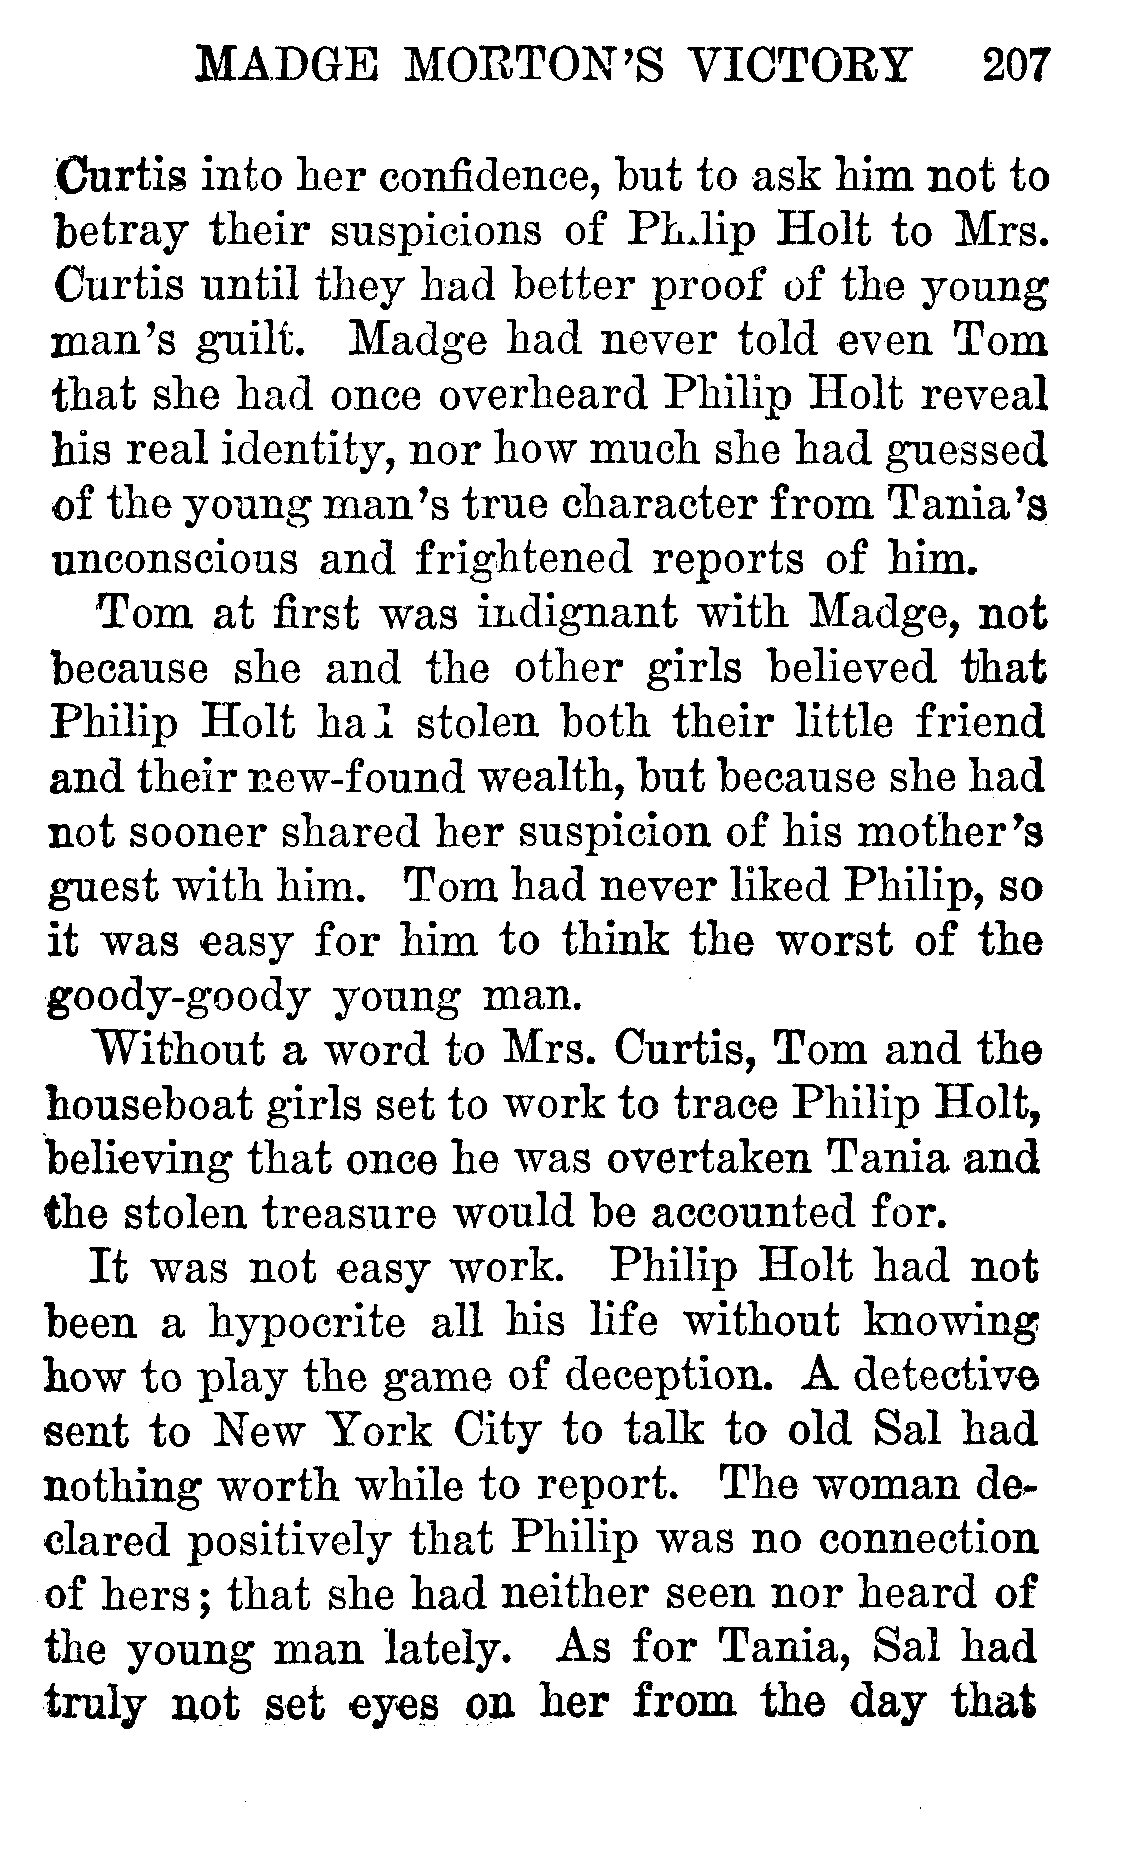 MADGE MORTON'S VICTORY 207
Curtis into her confidence, but to ask him not to
betray their suspicions of Philip Holt to Mrs.
Curtis until they had better proof of the young
man's guilt. Madge had never told even Tom
that she had once overheard Philip Holt reveal
his real identity, nor how much she had guessed
of the young man's true character from Tania's
unconscious and frightened reports of him.
Tom at first was indignant with Madge, not
because she and the other girls believed that
Philip Holt had stolen both their little friend
and their new-found wealth, but because she had
not sooner shared her suspicion of his mother's
guest with him. Tom had never liked Philip, so
it was easy for him to think the worst of the
goody-goody young man.
Without a word to Mrs. Curtis, Tom and the
houseboat girls set to work to trace Philip Holt,
believing that once he was overtaken Tania and
the stolen treasure would be accounted for.
It was not easy work. Philip Holt had not
been a hypocrite all his life without knowing
how to play the game of deception. A detective
sent to New York City to talk to old Sal had
nothing worth while to report. The woman de-
clared positively that Philip was no connection
of hers; that she had neither seen nor heard of
the young man lately. As for Tania, Sal had
truly not set eyes on her from the day that